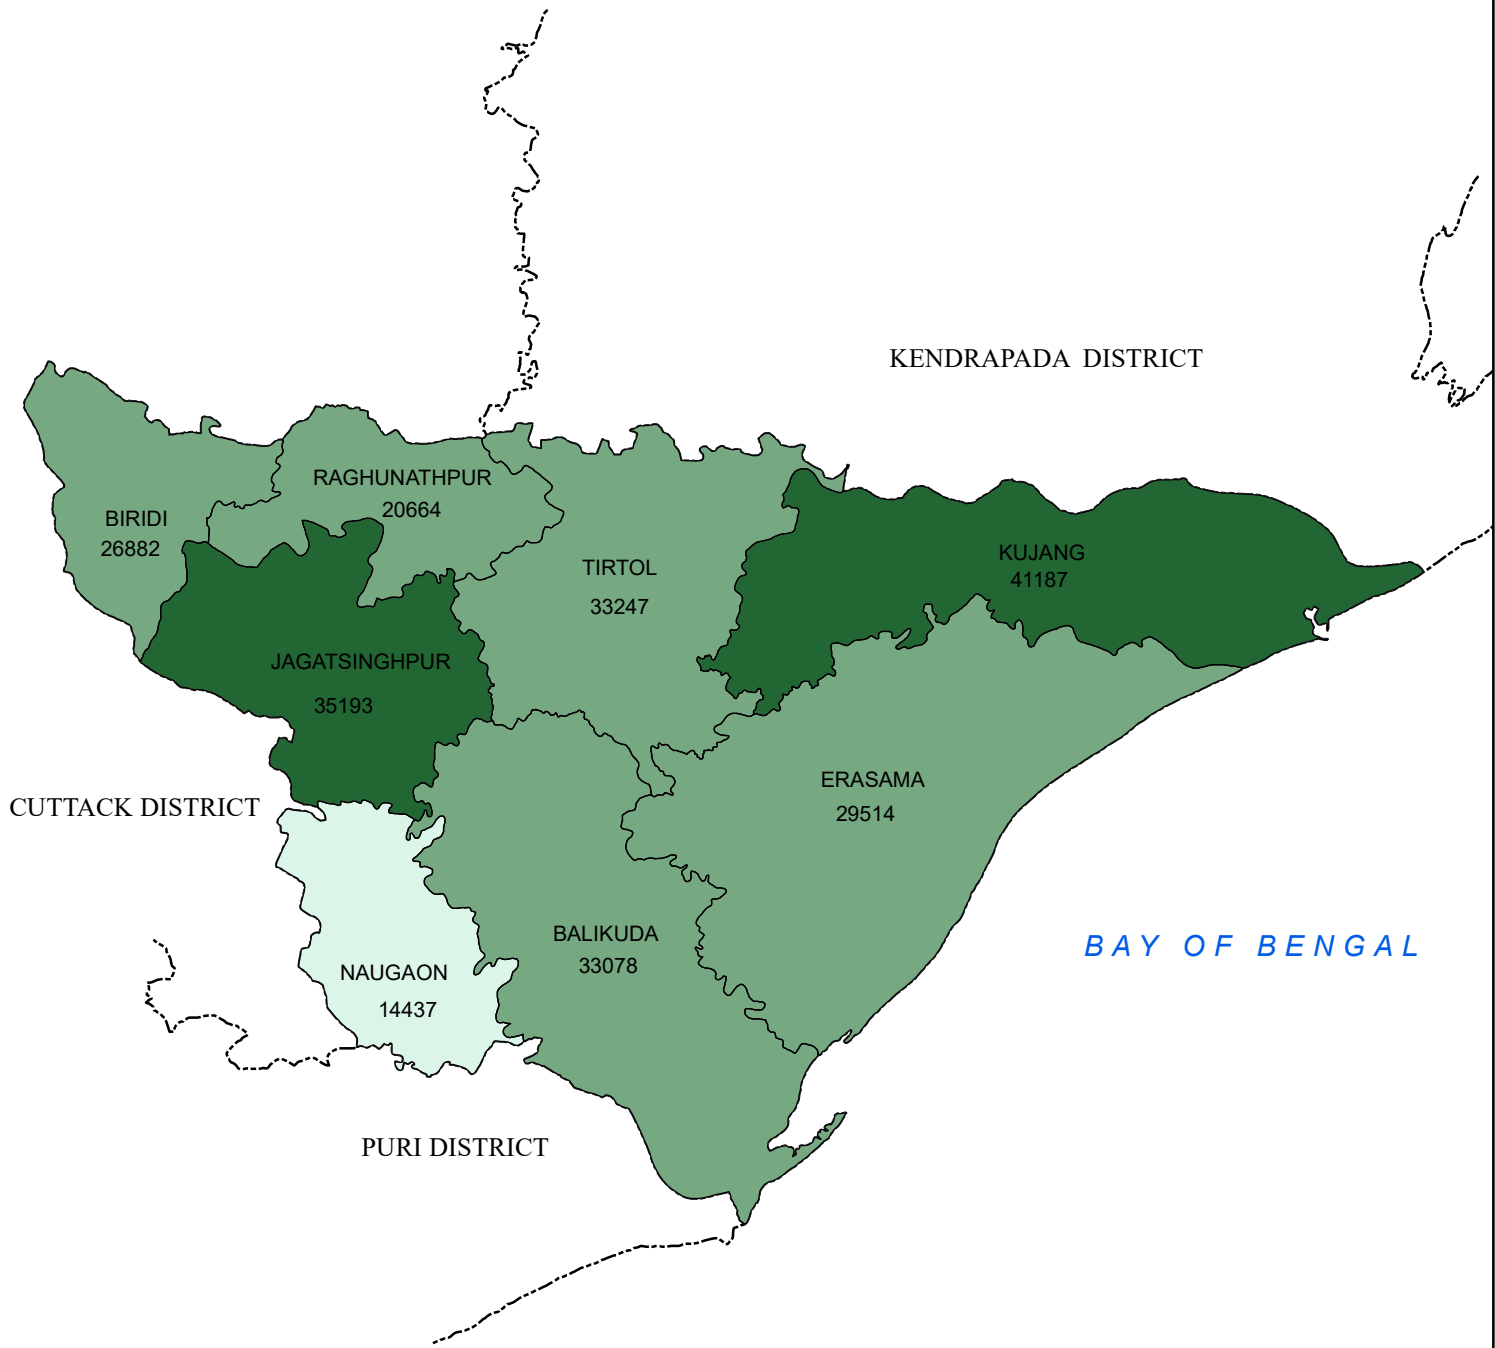 KENDRAPADA DISTRICT
RAGHUNATHPUR
20664
BIRIDI
26882
KUJANG
41187
TIRTOL
33247
JAGATSINGHPUR
35193
ERASAMA
29514
CUTTACK DISTRICT
BALIKUDA
33078
BAY OF BENGAL
NAUGAON
14437
PURI DISTRICT